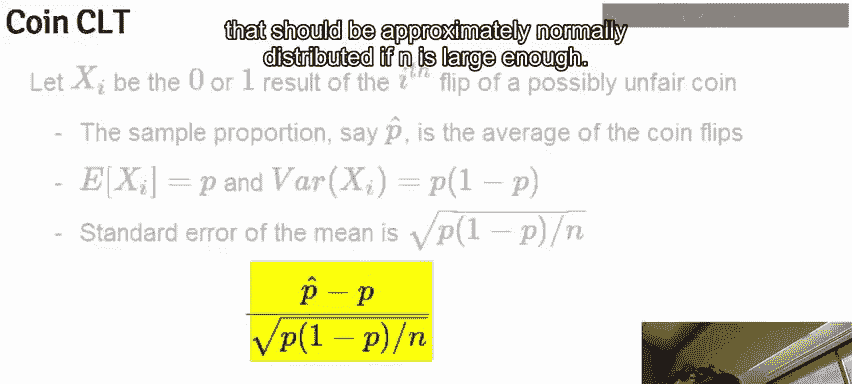 Coin CLT
that should be approximately normally
distributed if n is large enough.
Let X_i be the 0 or 1 result of the i^{th} flip of a possibly unfair coin
- The sample proportion, say p̂, is the average of the coin flips
- E[X_i] = p and Var(X_i) = p(1 − p)
- Standard error of the mean is √(p(1 − p)/n)
p̂ − p
√(p(1 − p)/n)